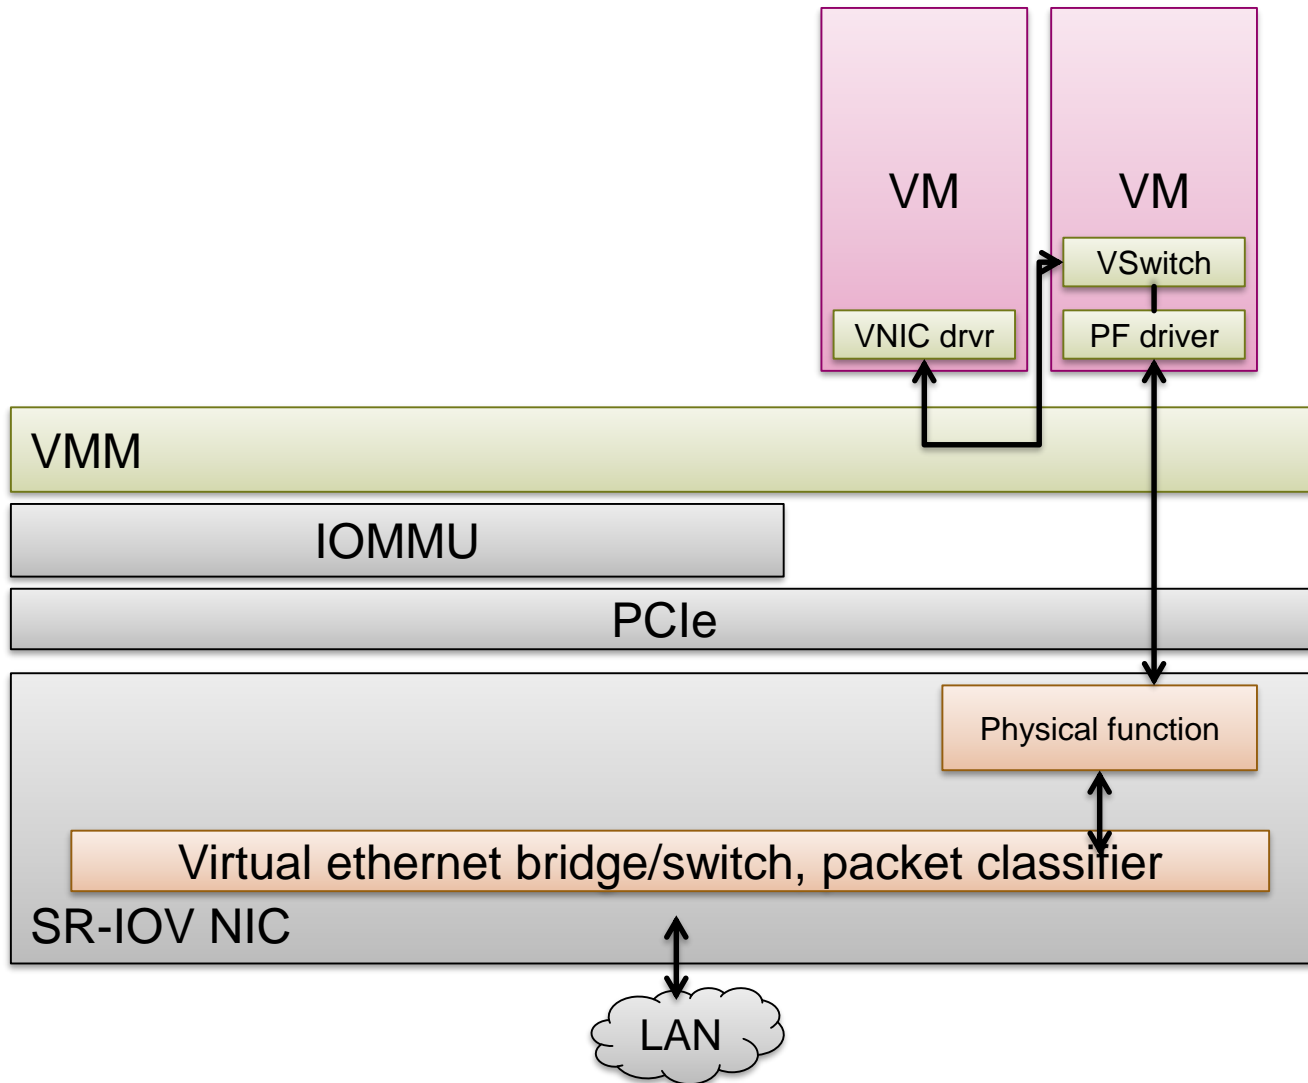 VM
VM
VSwitch
VNIC drvr
PF driver
VMM
IOMMU
PCIe
Physical function
Virtual ethernet bridge/switch, packet classifier
SR-IOV NIC
LAN